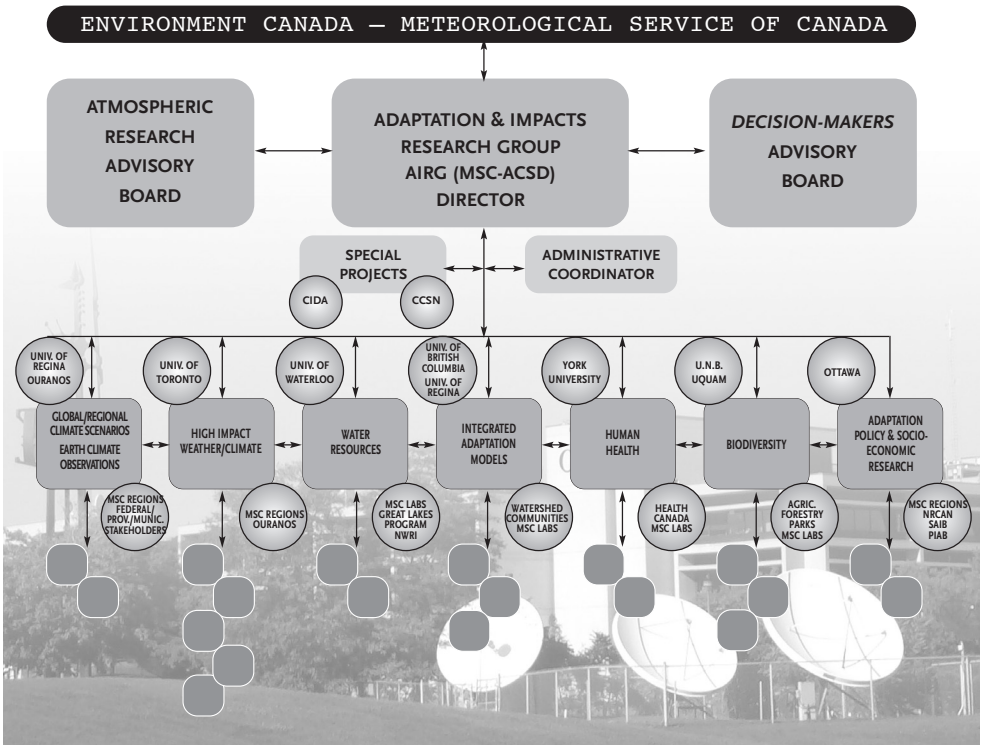 ENVIRONMENT CANADA – METEOROLOGICAL SERVICE OF CANADA
ATMOSPHERIC
RESEARCH
ADVISORY
BOARD
ADAPTATION & IMPACTS
RESEARCH GROUP
AIRG (MSC-ACSD)
DIRECTOR
DECISION-MAKERS
ADVISORY
BOARD
SPECIAL
PROJECTS
ADMINISTRATIVE
COORDINATOR
CIDA
CCSN
UNIV. OF
REGINA
OURANOS
UNIV. OF
TORONTO
UNIV. OF
WATERLOO
UNIV. OF
BRITISH
COLUMBIA
UNIV. OF
REGINA
YORK
UNIVERSITY
U.N.B.
UQUAM
OTTAWA
GLOBAL/REGIONAL
CLIMATE SCENARIOS
EARTH CLIMATE
OBSERVATIONS
HIGH IMPACT
WEATHER/CLIMATE
WATER
RESOURCES
INTEGRATED
ADAPTATION
MODELS
HUMAN
HEALTH
BIODIVERSITY
ADAPTATION
POLICY & SOCIO-
ECONOMIC
RESEARCH
MSC REGIONS
FEDERAL/
PROV./MUNIC.
STAKEHOLDERS
MSC REGIONS
OURANOS
MSC LABS
GREAT LAKES
PROGRAM
NWRI
WATERSHED
COMMUNITIES
MSC LABS
HEALTH
CANADA
MSC LABS
AGRIC.
FORESTRY
PARKS
MSC LABS
MSC REGIONS
NRCAN
SAIB
PIAB